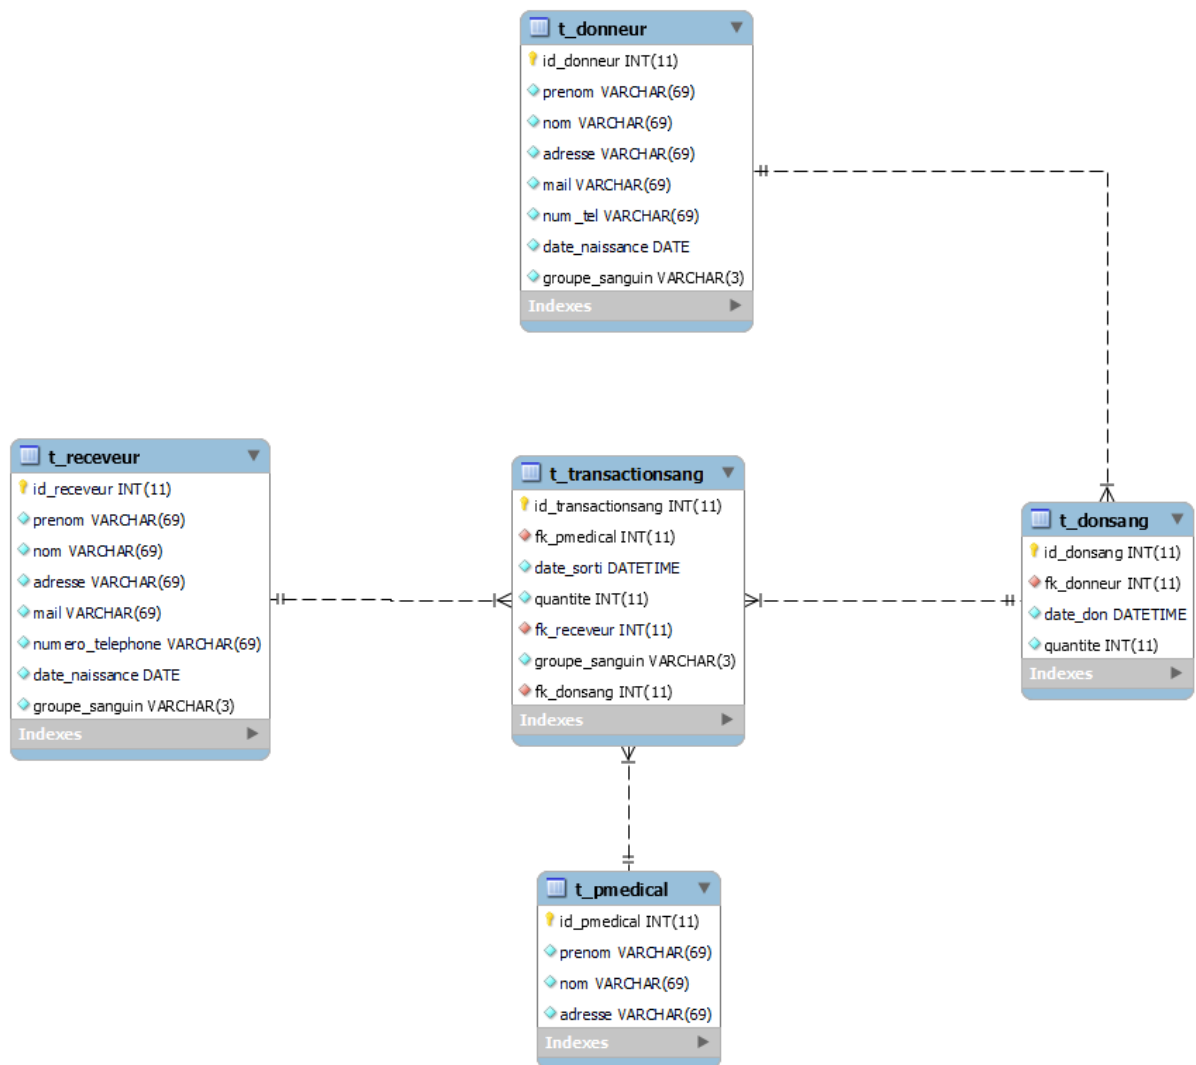 t_donneur
id_donneur INT(11)
prenom VARCHAR(69)
nom VARCHAR(69)
adresse VARCHAR(69)
mail VARCHAR(69)
num_tel VARCHAR(69)
date_naissance DATE
groupe_sanguin VARCHAR(3)
Indexes
t_receveur
id_receveur INT(11)
prenom VARCHAR(69)
nom VARCHAR(69)
adresse VARCHAR(69)
mail VARCHAR(69)
numero_telephone VARCHAR(69)
date_naissance DATE
groupe_sanguin VARCHAR(3)
Indexes
t_transactionsang
id_transactionsang INT(11)
fk_pmedical INT(11)
date_sorti DATETIME
quantite INT(11)
fk_receveur INT(11)
groupe_sanguin VARCHAR(3)
fk_donsang INT(11)
Indexes
t_donsang
id_donsang INT(11)
fk_donneur INT(11)
date_don DATETIME
quantite INT(11)
Indexes
t_pmedical
id_pmedical INT(11)
prenom VARCHAR(69)
nom VARCHAR(69)
adresse VARCHAR(69)
Indexes